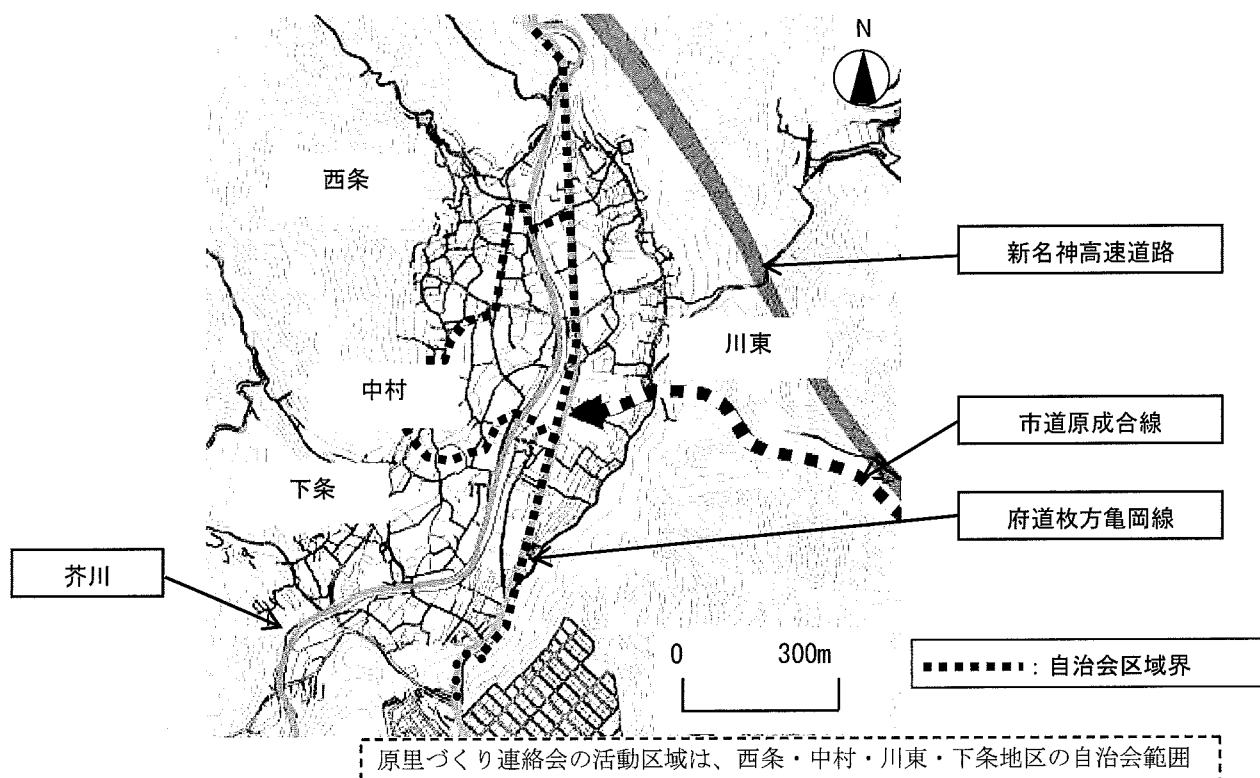 N
西条
新名神高速道路
川東
中村
市道原成合線
下条
府道枚方亀岡線
芥川
0 300m
：自治会区域界
原里づくり連絡会の活動区域は、西条・中村・川東・下条地区の自治会範囲